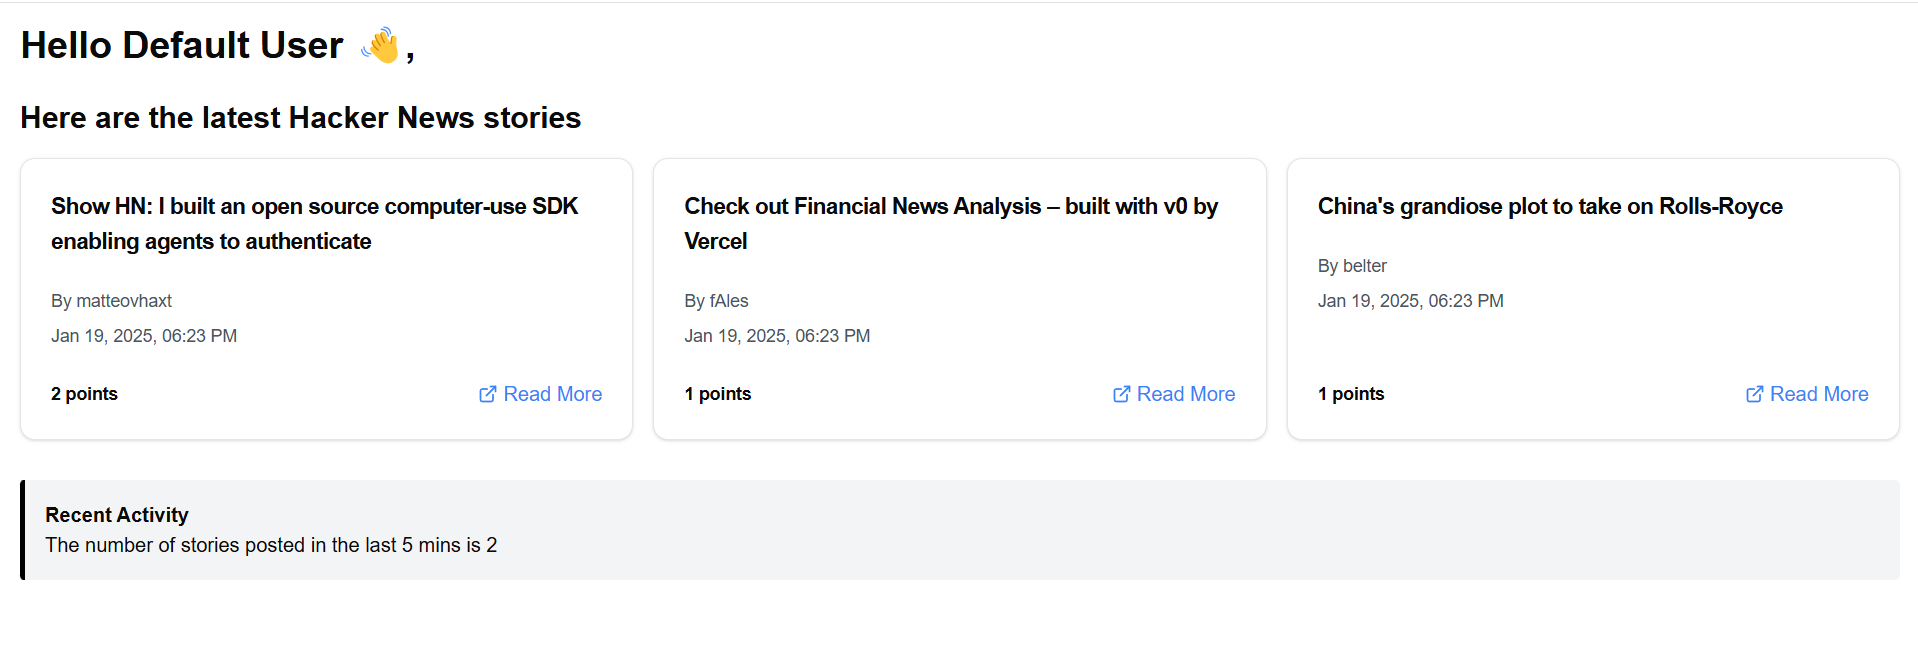 Hello Default User 👋,
Here are the latest Hacker News stories
Show HN: I built an open source computer-use SDK
enabling agents to authenticate
By matteovhaxt
Jan 19, 2025, 06:23 PM
2 points
Read More
Check out Financial News Analysis – built with v0 by
Vercel
By fAles
Jan 19, 2025, 06:23 PM
1 points
Read More
China's grandiose plot to take on Rolls-Royce
By belter
Jan 19, 2025, 06:23 PM
1 points
Read More
Recent Activity
The number of stories posted in the last 5 mins is 2